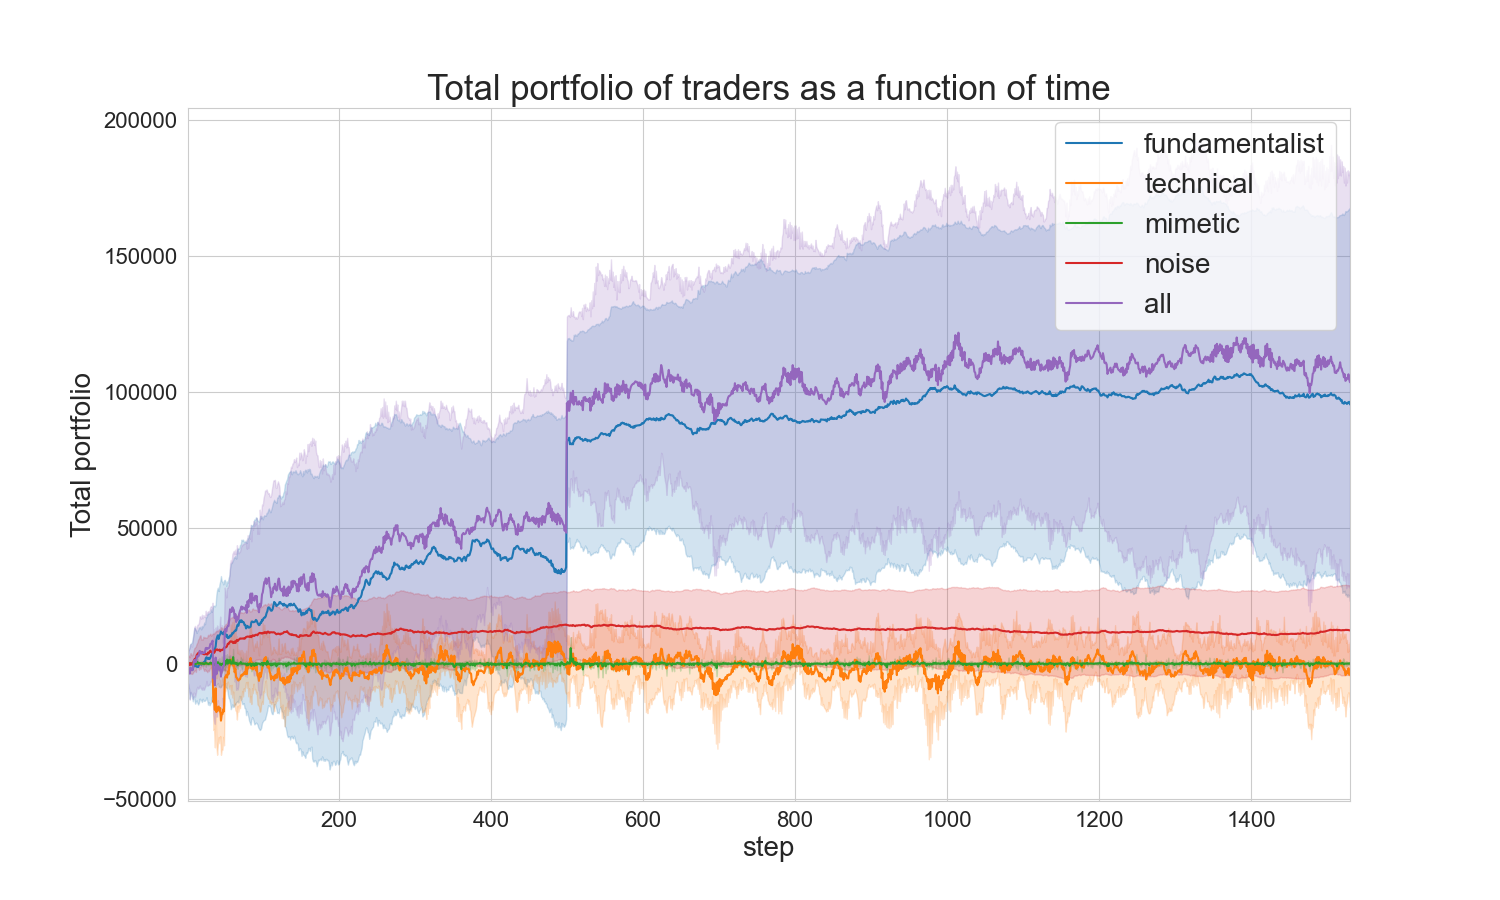 Total portfolio of traders as a function of time
200000
150000
100000
50000
0
−50000
Total portfolio
200
400
600
800
1000
1200
1400
step
fundamentalist
technical
mimetic
noise
all